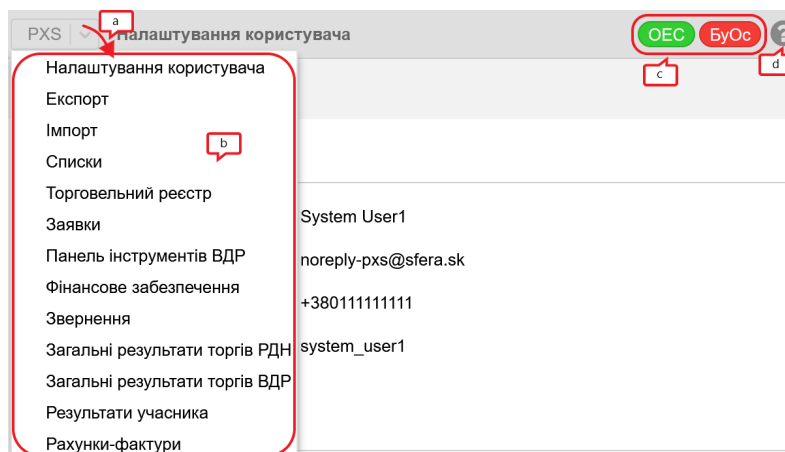 a
PXS Налаштування користувача ОЕС БуОс ?
c d
Налаштування користувача
Експорт
Імпорт
b
Списки
Торговельний реєстр
Заявки
System User1
Панель інструментів ВДР
noreply-pxs@sfera.sk
Фінансове забезпечення
+380111111111
Звернення
Загальні результати торгів РДН
system_user1
Загальні результати торгів ВДР
Результати учасника
Рахунки-фактури